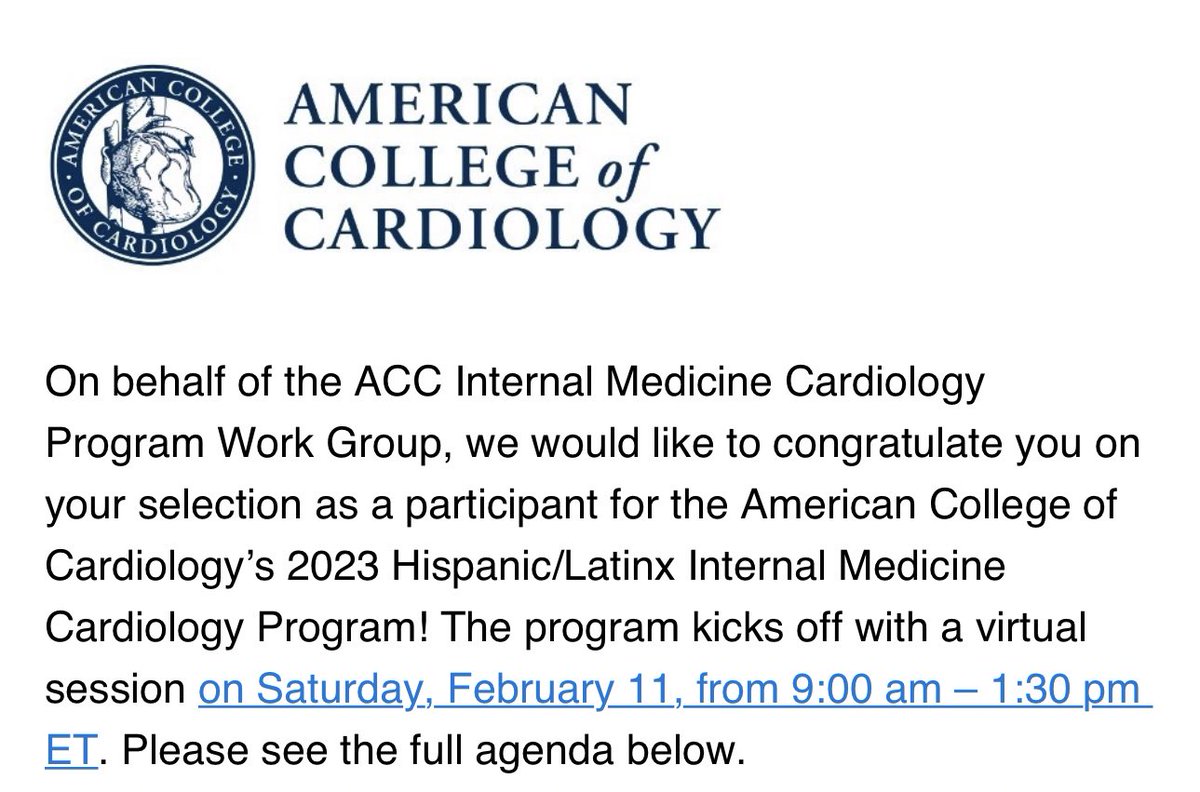 AMERICAN COLLEGE
· OF CARDIOLOGY ·
AMERICAN
COLLEGE of
CARDIOLOGY
On behalf of the ACC Internal Medicine Cardiology
Program Work Group, we would like to congratulate you on
your selection as a participant for the American College of
Cardiology’s 2023 Hispanic/Latinx Internal Medicine
Cardiology Program! The program kicks off with a virtual
session on Saturday, February 11, from 9:00 am – 1:30 pm
ET. Please see the full agenda below.